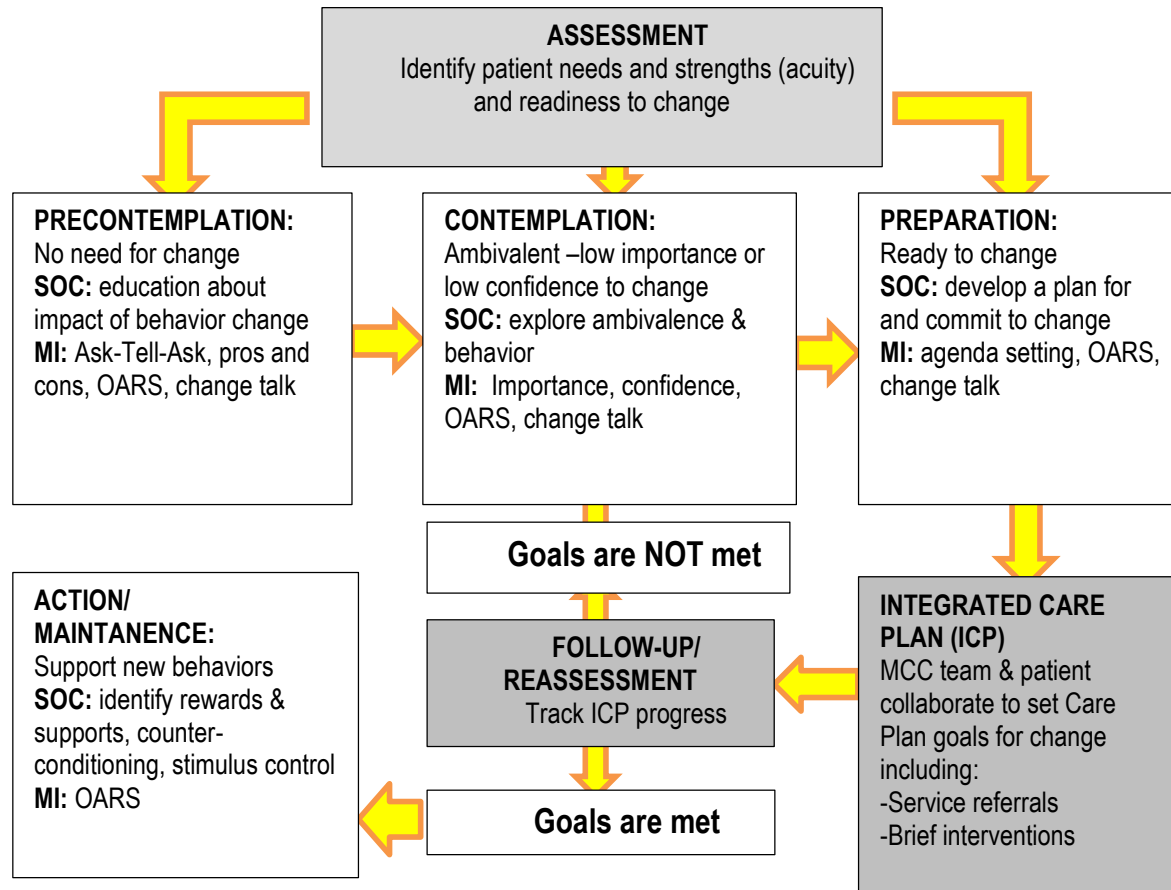 ASSESSMENT
Identify patient needs and strengths (acuity)
and readiness to change
PRECONTEMPLATION:
No need for change
SOC: education about
impact of behavior change
MI: Ask-Tell-Ask, pros and
cons, OARS, change talk
CONTEMPLATION:
Ambivalent –low importance or
low confidence to change
SOC: explore ambivalence &
behavior
MI: Importance, confidence,
OARS, change talk
PREPARATION:
Ready to change
SOC: develop a plan for
and commit to change
MI: agenda setting, OARS,
change talk
Goals are NOT met
ACTION/
MAINTANENCE:
Support new behaviors
SOC: identify rewards &
supports, counter-
conditioning, stimulus control
MI: OARS
FOLLOW-UP/
REASSESSMENT
Track ICP progress
Goals are met
INTEGRATED CARE
PLAN (ICP)
MCC team & patient
collaborate to set Care
Plan goals for change
including:
-Service referrals
-Brief interventions